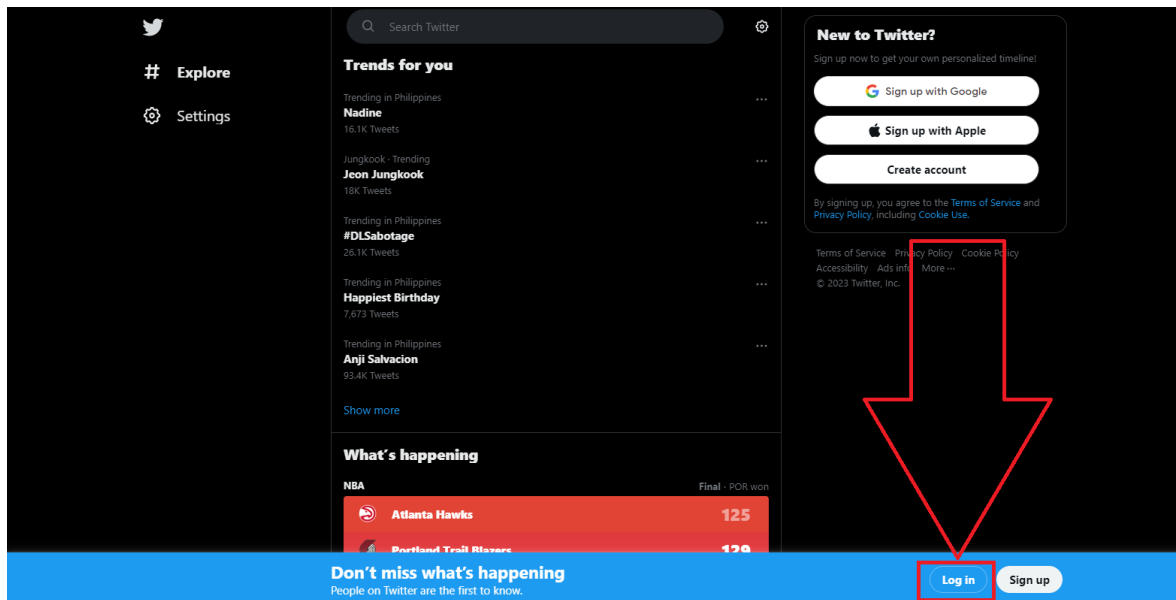 Explore
Settings
Search Twitter
Trends for you
Trending in Philippines
Nadine
16.1K Tweets
Jungkook · Trending
Jeon Jungkook
18K Tweets
Trending in Philippines
#DLSabotage
26.1K Tweets
Trending in Philippines
Happiest Birthday
7,673 Tweets
Trending in Philippines
Anji Salvacion
93.4K Tweets
Show more
What's happening
NBA
Final · POR won
Atlanta Hawks 125
Portland Trail Blazers 129
New to Twitter?
Sign up now to get your own personalized timeline!
Sign up with Google
Sign up with Apple
Create account
By signing up, you agree to the Terms of Service and
Privacy Policy, including Cookie Use.
Terms of Service Privacy Policy Cookie Policy
Accessibility Ads info More ...
© 2023 Twitter, Inc.
Don't miss what's happening
People on Twitter are the first to know.
Log in
Sign up